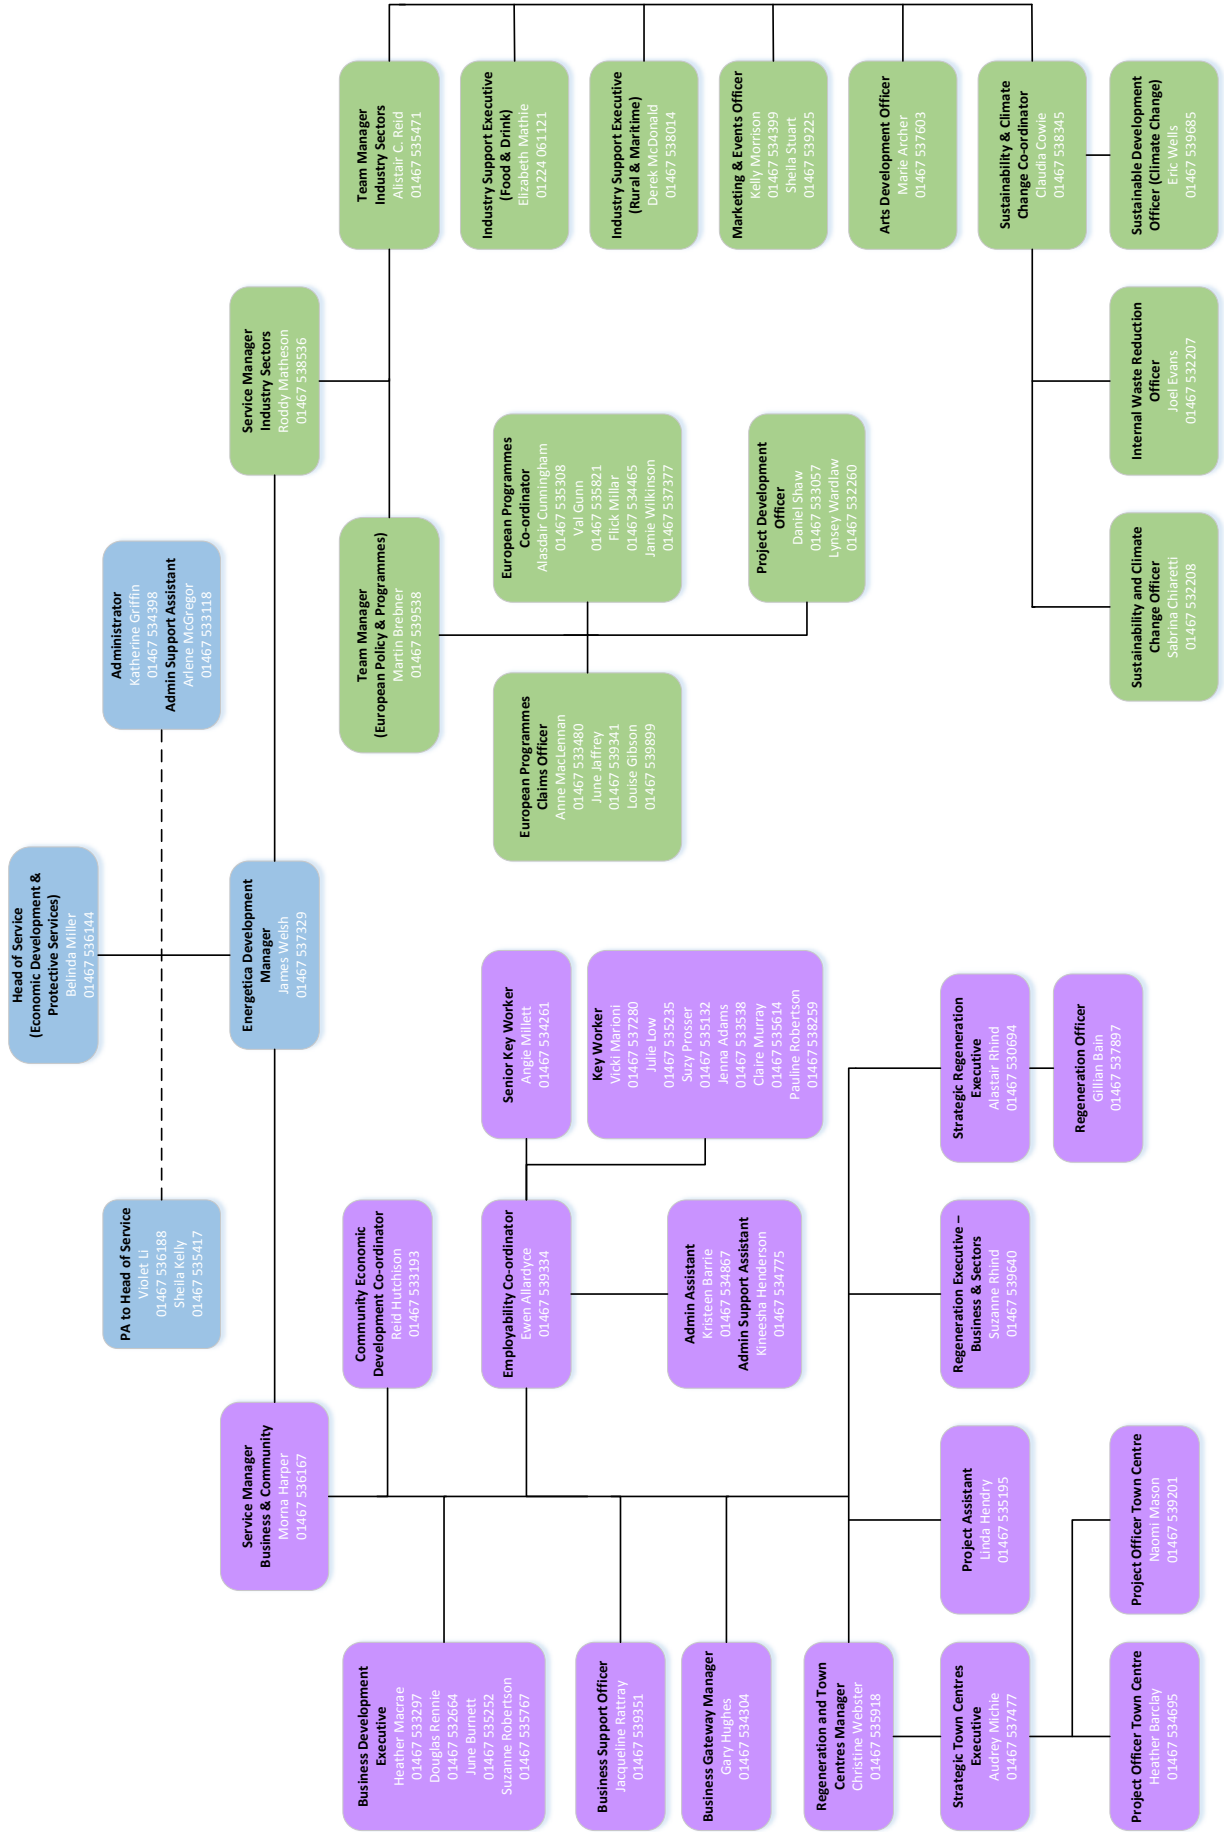 Head of Service
(Economic Development &
Protective Services)
Belinda Miller
01467 536144
PA to Head of Service
Violet Li
01467 536188
Sheila Kelly
01467 535417
Administrator
Katherine Griffin
01467 534398
Admin Support Assistant
Arlene McGregor
01467 533118
Energetica Development
Manager
James Welsh
01467 537329
Service Manager
Business & Community
Morna Harper
01467 536167
Service Manager
Industry Sectors
Roddy Matheson
01467 538536
Business Development
Executive
Heather Macrae
01467 533297
Douglas Rennie
01467 532664
June Burnett
01467 535252
Suzanne Robertson
01467 535767
Community Economic
Development Co-ordinator
Reid Hutchison
01467 533193
Employability Co-ordinator
Ewen Allardyce
01467 539334
Senior Key Worker
Angie Millett
01467 534261
Key Worker
Vicki Marioni
01467 537280
Julie Low
01467 535235
Suzy Prosser
01467 535132
Jenna Adams
01467 533538
Claire Murray
01467 535614
Pauline Robertson
01467 538259
Admin Assistant
Kristeen Barrie
01467 534867
Admin Support Assistant
Kineesha Henderson
01467 534775
Business Support Officer
Jacqueline Rattray
01467 539351
Business Gateway Manager
Gary Hughes
01467 534304
Regeneration and Town
Centres Manager
Christine Webster
01467 535918
Strategic Town Centres
Executive
Audrey Michie
01467 537477
Project Assistant
Linda Hendry
01467 535195
Regeneration Executive –
Business & Sectors
Suzanne Rhind
01467 539640
Strategic Regeneration
Executive
Alastair Rhind
01467 530694
Regeneration Officer
Gillian Bain
01467 537897
Project Officer Town Centre
Heather Barclay
01467 534695
Project Officer Town Centre
Naomi Mason
01467 539201
Team Manager
(European Policy & Programmes)
Martin Brebner
01467 539538
Team Manager
Industry Sectors
Alistair C. Reid
01467 535471
European Programmes
Claims Officer
Anne MacLennan
01467 533480
June Jaffrey
01467 539341
Louise Gibson
01467 539899
European Programmes
Co-ordinator
Alasdair Cunningham
01467 535308
Val Gunn
01467 535821
Flick Millar
01467 534465
Jamie Wilkinson
01467 537377
Project Development
Officer
Daniel Shaw
01467 533057
Lynsey Wardlaw
01467 532260
Industry Support Executive
(Food & Drink)
Elizabeth Mathie
01224 061121
Industry Support Executive
(Rural & Maritime)
Derek McDonald
01467 538014
Marketing & Events Officer
Kelly Morrison
01467 534399
Sheila Stuart
01467 539225
Arts Development Officer
Marie Archer
01467 537603
Sustainability & Climate
Change Co-ordinator
Claudia Cowie
01467 538345
Sustainability and Climate
Change Officer
Sabrina Chiaretti
01467 532208
Internal Waste Reduction
Officer
Joel Evans
01467 532207
Sustainable Development
Officer (Climate Change)
Eric Wells
01467 539685